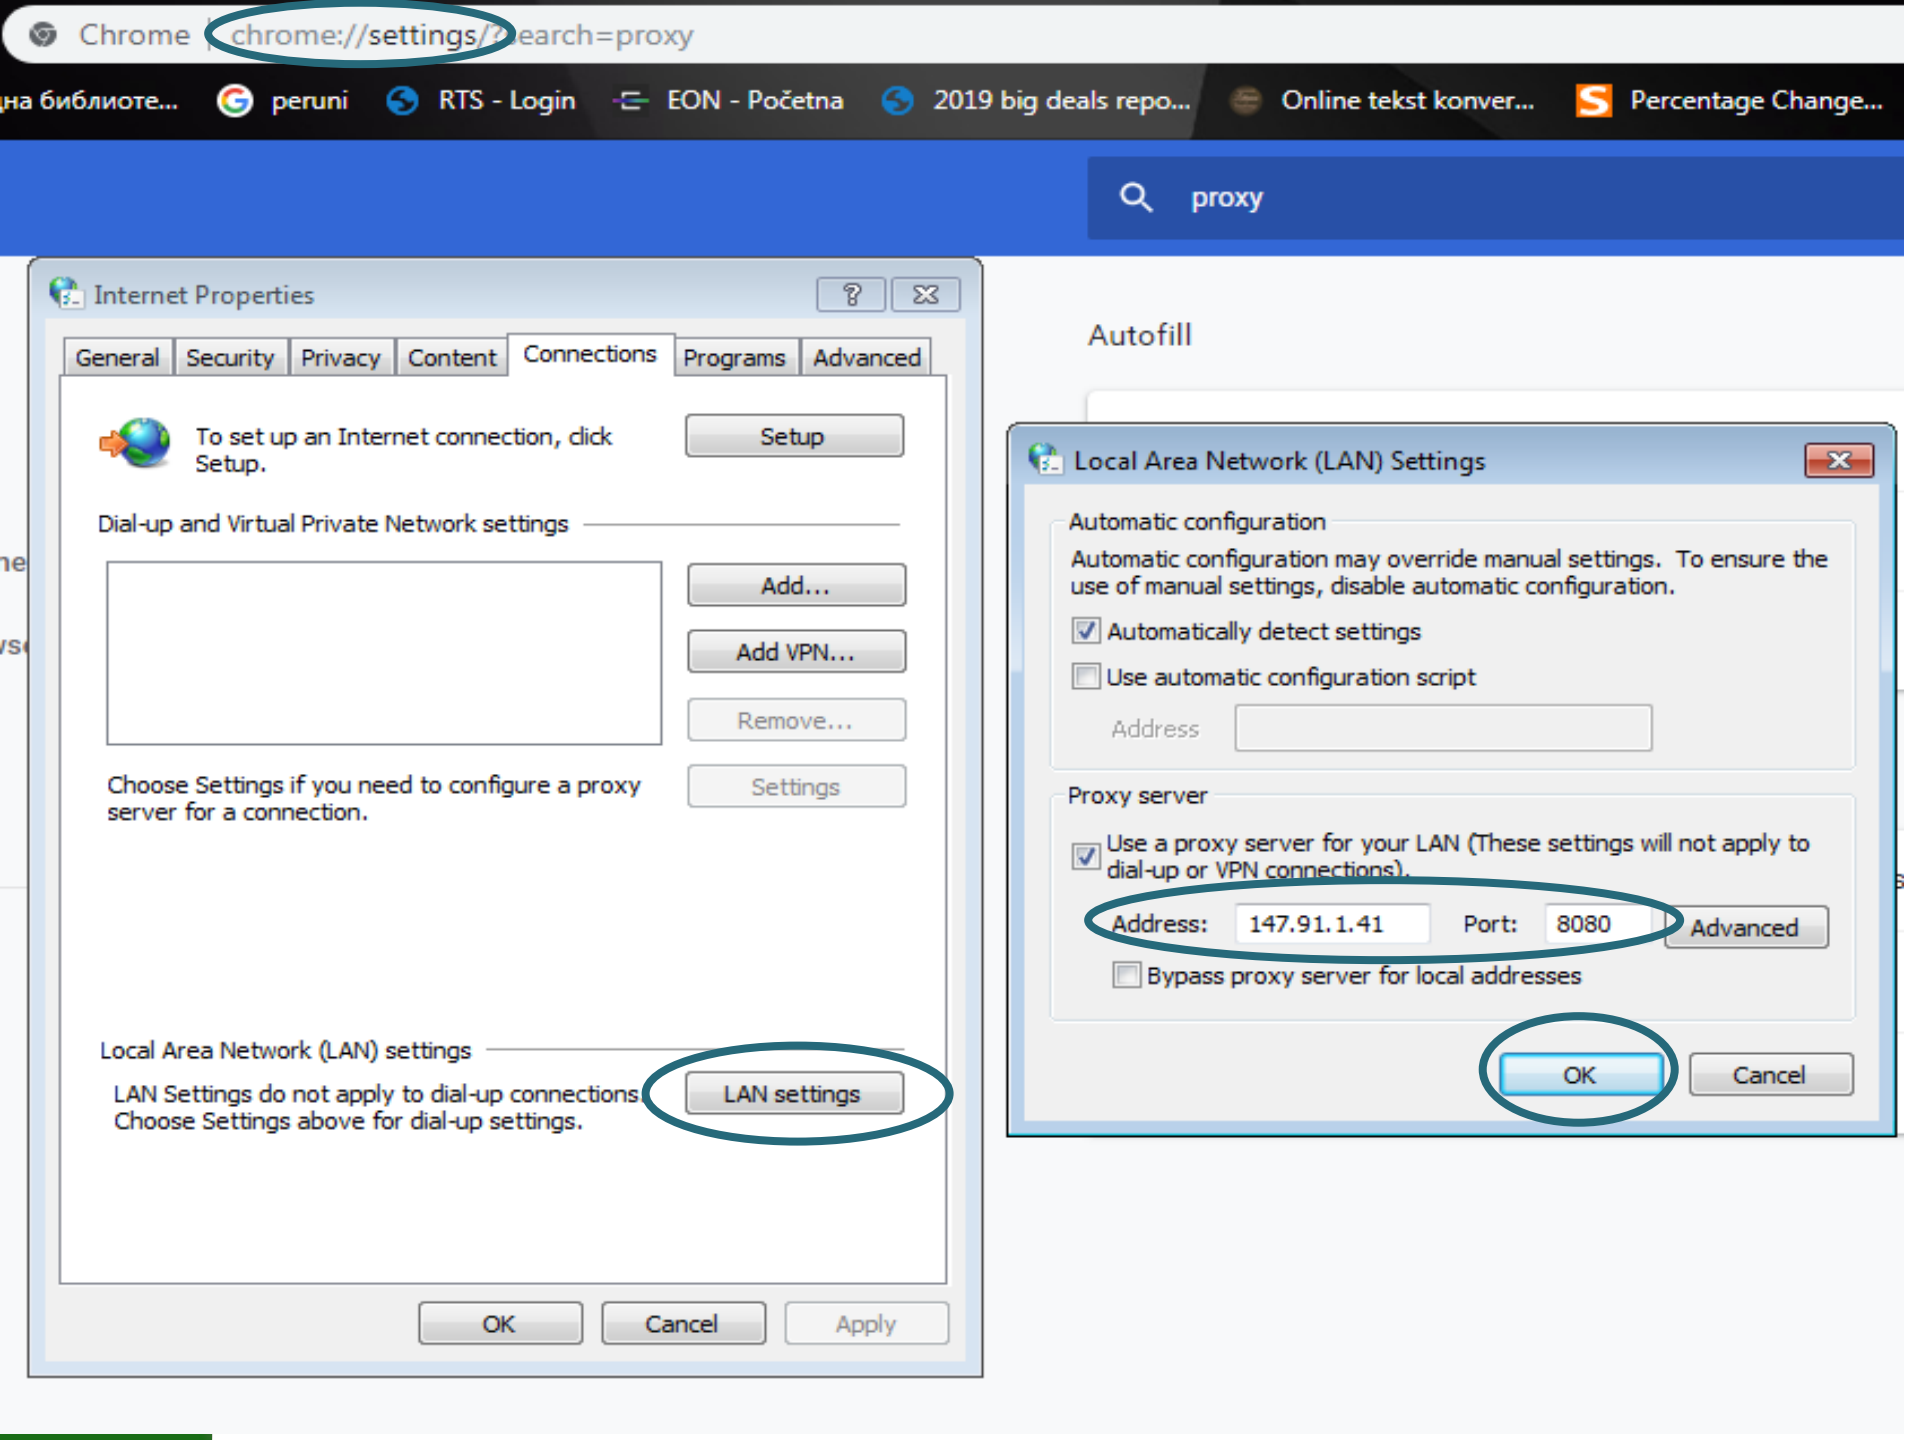 Chrome | chrome://settings/?search=proxy
на библиоте... peruni RTS - Login EON - Početna 2019 big deals repo... Online tekst konver... Percentage Change...
proxy
Internet Properties
General Security Privacy Content Connections Programs Advanced
To set up an Internet connection, click
Setup.
Setup
Dial-up and Virtual Private Network settings
Add...
Add VPN...
Remove...
Choose Settings if you need to configure a proxy
server for a connection.
Settings
Local Area Network (LAN) settings
LAN Settings do not apply to dial-up connections.
Choose Settings above for dial-up settings.
LAN settings
OK Cancel Apply
Autofill
Local Area Network (LAN) Settings
Automatic configuration
Automatic configuration may override manual settings. To ensure the
use of manual settings, disable automatic configuration.
Automatically detect settings
Use automatic configuration script
Address
Proxy server
Use a proxy server for your LAN (These settings will not apply to
dial-up or VPN connections).
Address: 147.91.1.41 Port: 8080 Advanced
Bypass proxy server for local addresses
OK Cancel